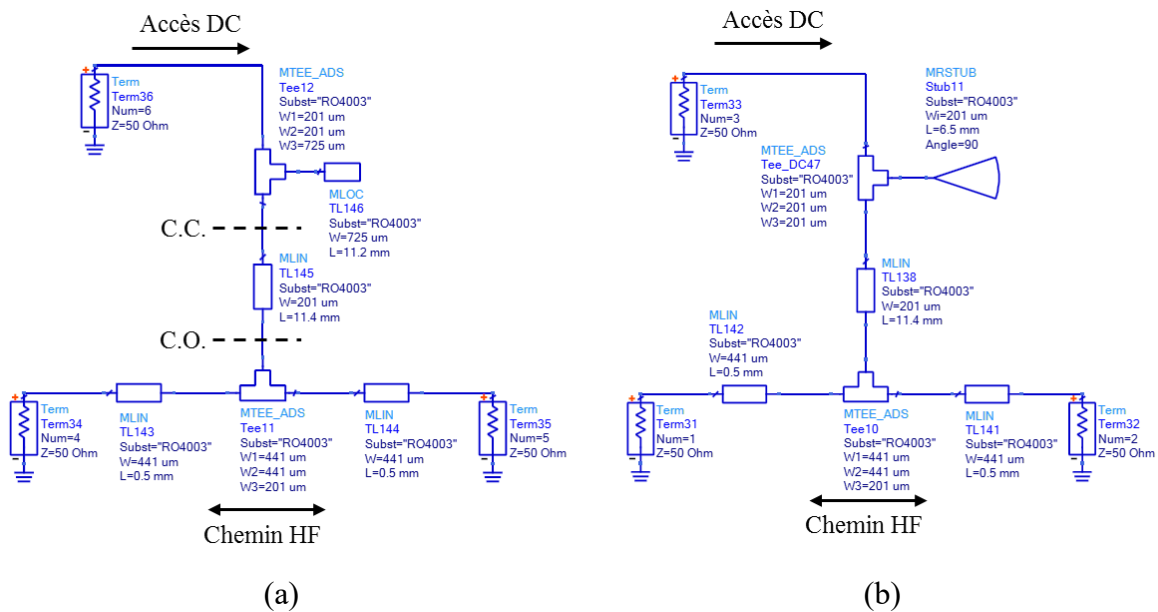 Accès DC
+
Term
Term36
Num=6
Z=50 Ohm
-
MTEE_ADS
Tee12
Subst="RO4003"
W1=201 um
W2=201 um
W3=725 um
MLOC
TL146
Subst="RO4003"
W=725 um
L=11.2 mm
C.C.
MLIN
TL145
Subst="RO4003"
W=201 um
L=11.4 mm
C.O.
+
Term
Term34
Num=4
Z=50 Ohm
-
MLIN
TL143
Subst="RO4003"
W=441 um
L=0.5 mm
MTEE_ADS
Tee11
Subst="RO4003"
W1=441 um
W2=441 um
W3=201 um
MLIN
TL144
Subst="RO4003"
W=441 um
L=0.5 mm
+
Term
Term35
Num=5
Z=50 Ohm
-
Chemin HF
(a)
Accès DC
+
Term
Term33
Num=3
Z=50 Ohm
-
MRSTUB
Stub11
Subst="RO4003"
Wi=201 um
L=6.5 mm
Angle=90
MTEE_ADS
Tee_DC47
Subst="RO4003"
W1=201 um
W2=201 um
W3=201 um
MLIN
TL138
Subst="RO4003"
W=201 um
L=11.4 mm
MLIN
TL142
Subst="RO4003"
W=441 um
L=0.5 mm
+
Term
Term31
Num=1
Z=50 Ohm
-
MTEE_ADS
Tee10
Subst="RO4003"
W1=441 um
W2=441 um
W3=201 um
MLIN
TL141
Subst="RO4003"
W=441 um
L=0.5 mm
+
Term
Term32
Num=2
Z=50 Ohm
-
Chemin HF
(b)